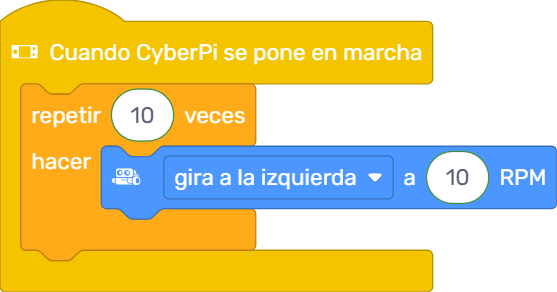 Cuando CyberPi se pone en marcha
repetir 10 veces
hacer
gira a la izquierda a 10 RPM